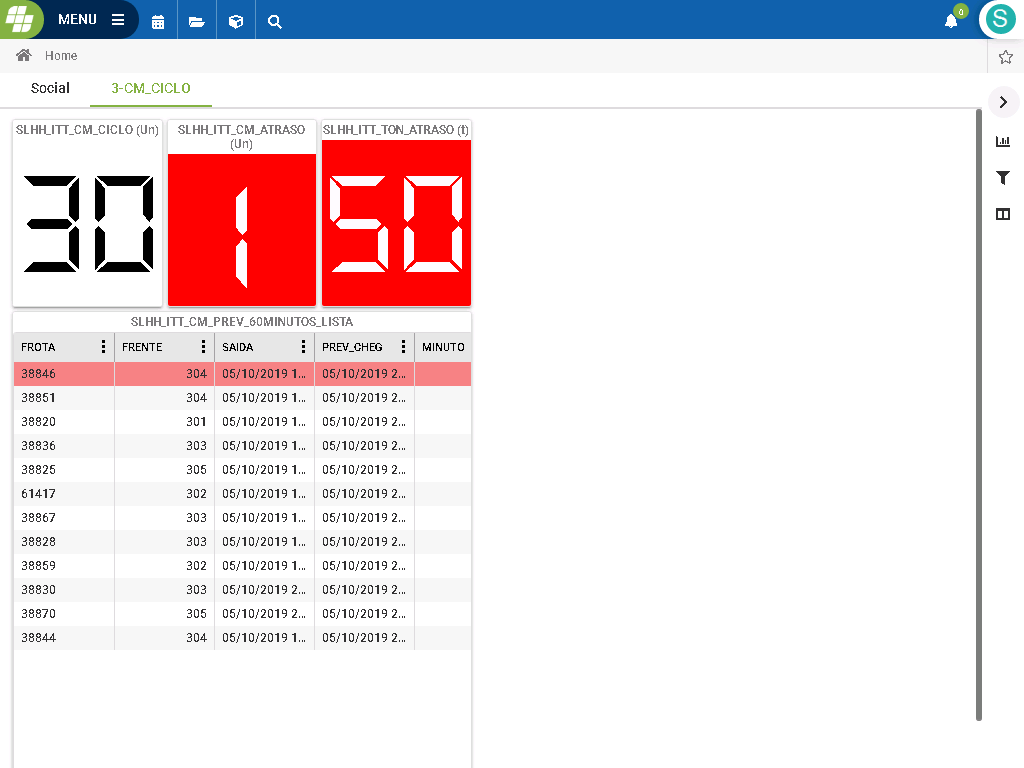 MENU
0
S
Home
Social 3-CM_CICLO
SLHH_ITT_CM_CICLO (Un)
30
SLHH_ITT_CM_ATRASO
(Un)
1
SLHH_ITT_TON_ATRASO (t)
50
SLHH_ITT_CM_PREV_60MINUTOS_LISTA
FROTA FRENTE SAIDA PREV_CHEG MINUTO
38846 304 05/10/2019 1... 05/10/2019 2...
38851 304 05/10/2019 1... 05/10/2019 2...
38820 301 05/10/2019 1... 05/10/2019 2...
38836 303 05/10/2019 1... 05/10/2019 2...
38825 305 05/10/2019 1... 05/10/2019 2...
61417 302 05/10/2019 1... 05/10/2019 2...
38867 303 05/10/2019 1... 05/10/2019 2...
38828 303 05/10/2019 1... 05/10/2019 2...
38859 302 05/10/2019 1... 05/10/2019 2...
38830 303 05/10/2019 2... 05/10/2019 2...
38870 305 05/10/2019 2... 05/10/2019 2...
38844 304 05/10/2019 1... 05/10/2019 2...